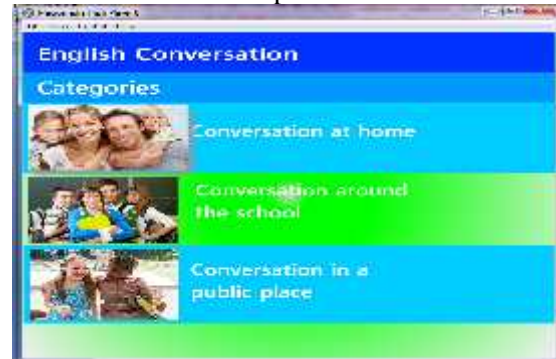 English Conversation
Categories
Conversation at home
Conversation around
the school
Conversation in a
public place